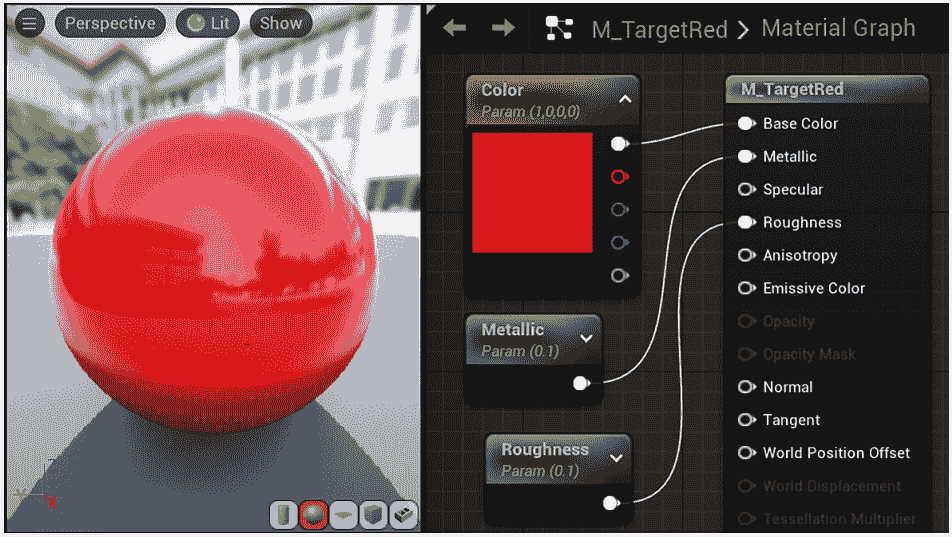 Perspective
Lit
Show
X
M_TargetRed
Material Graph
Color
Param (1,0,0,0)
Metallic
Param (0.1)
Roughness
Param (0.1)
M_TargetRed
Base Color
Metallic
Specular
Roughness
Anisotropy
Emissive Color
Opacity
Opacity Mask
Normal
Tangent
World Position Offset
World Displacement
Tessellation Multiplier